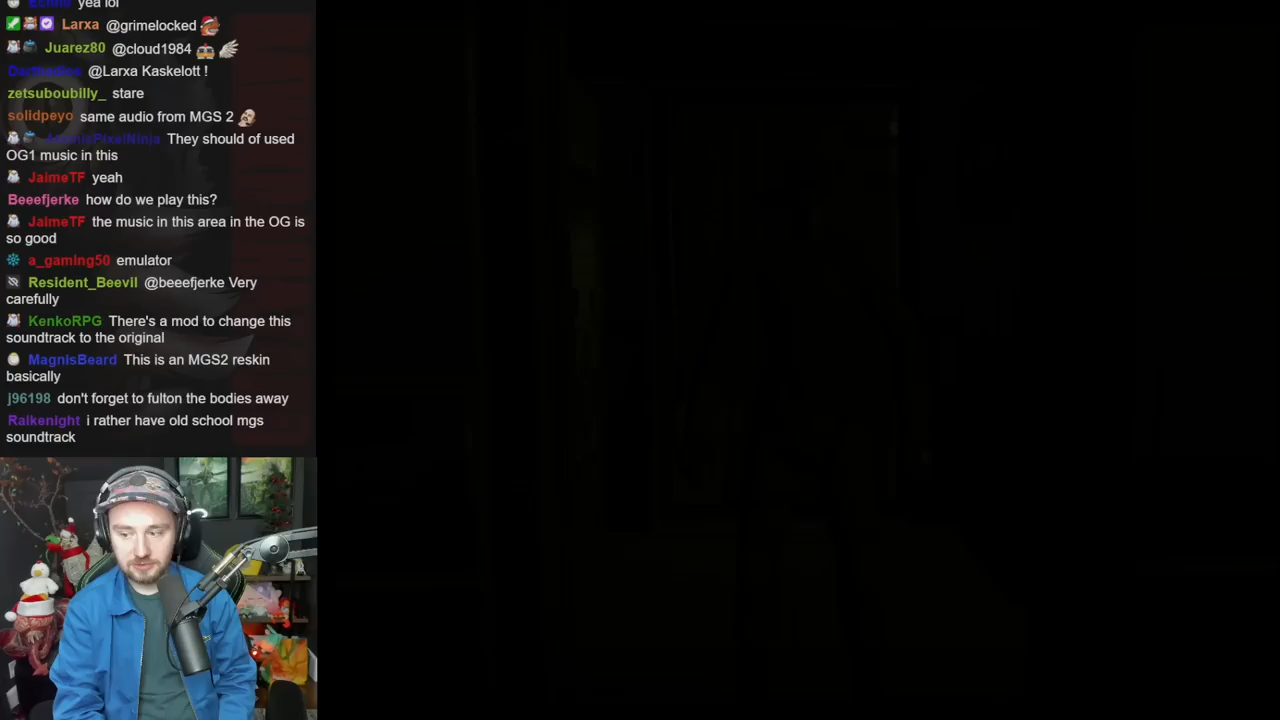 yea lol
Larxa @grimelocked
Juarez80 @cloud1984
@Larxa Kaskelott !
zetsuboubilly_ stare
solidpeyo same audio from MGS 2
They should of used
OG1 music in this
JaimeTF yeah
Beeefjerke how do we play this?
JaimeTF the music in this area in the OG is
so good
a_gaming50 emulator
Resident_Beevil @beeefjerke Very
carefully
KenkoRPG There's a mod to change this
soundtrack to the original
MagnisBeard This is an MGS2 reskin
basically
j96198 don't forget to fulton the bodies away
Raikenight i rather have old school mgs
soundtrack